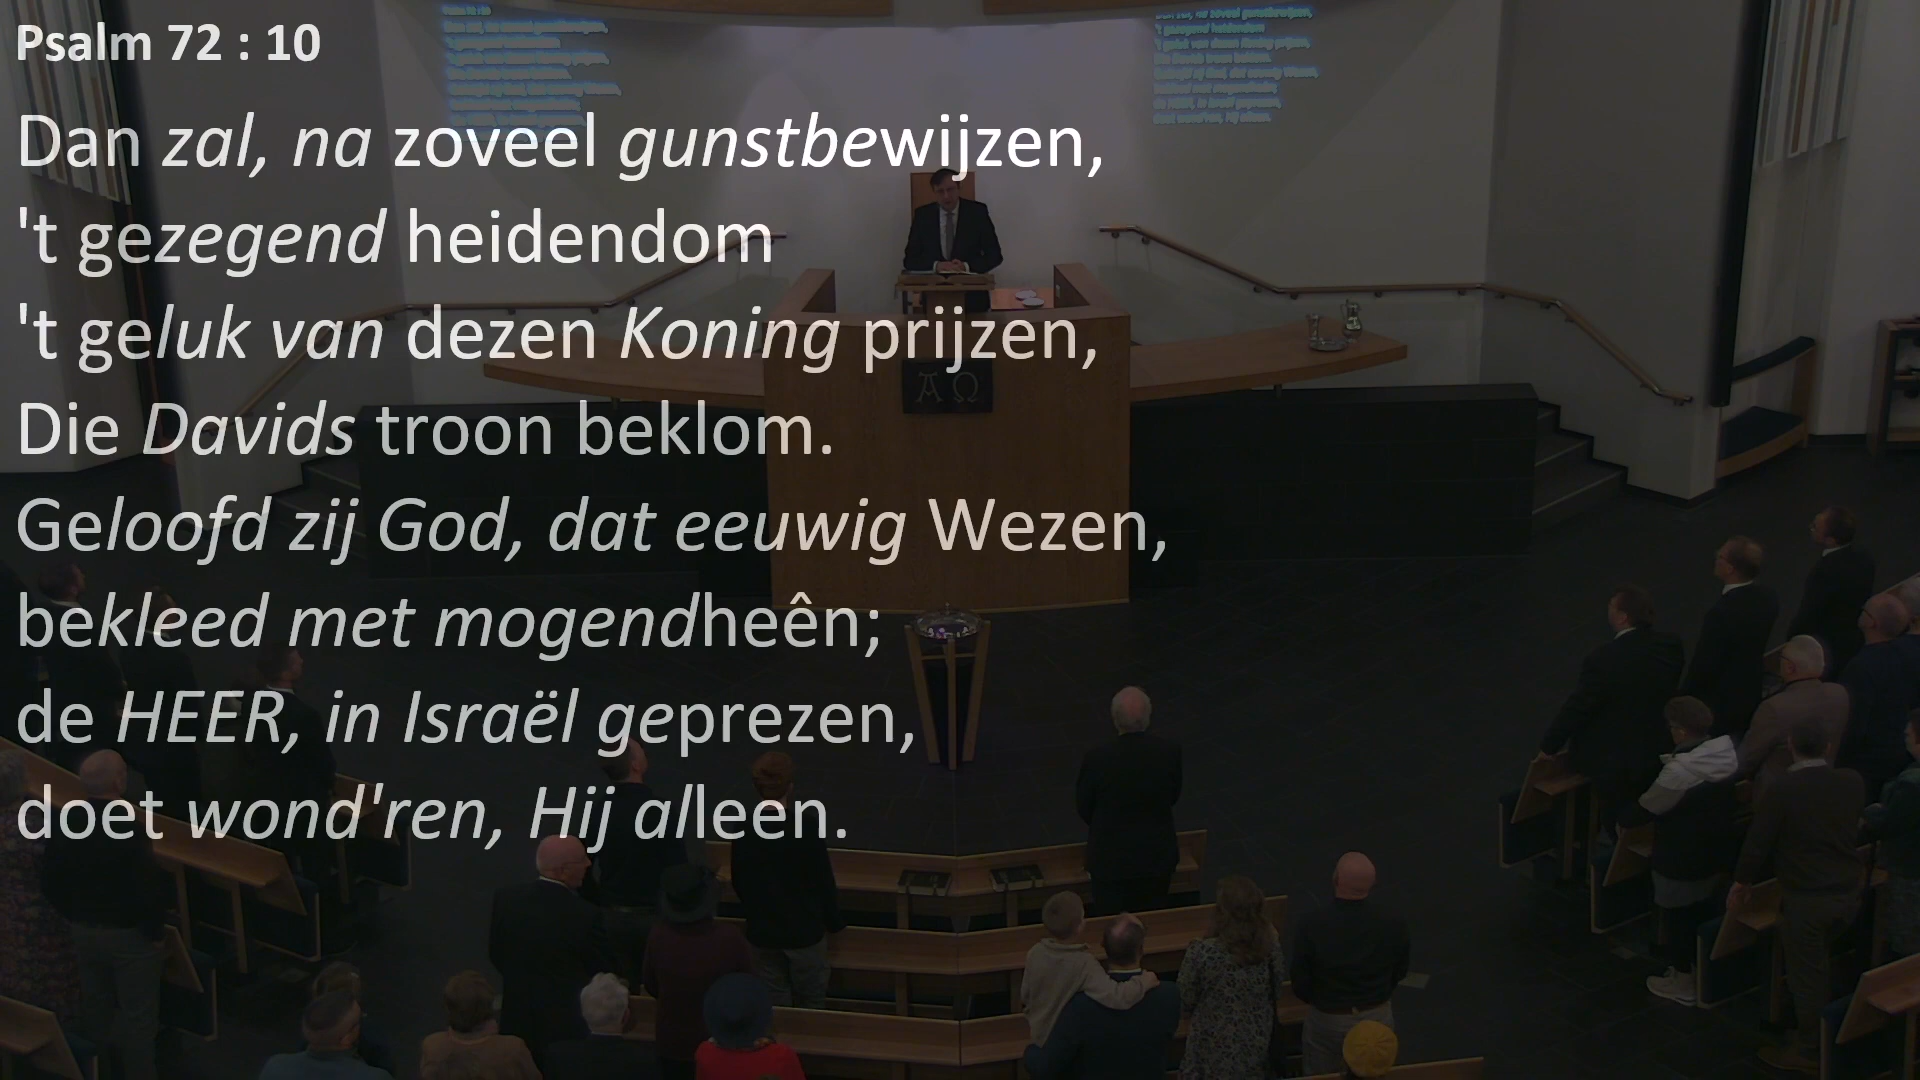 Psalm 72 : 10
Dan zal, na zoveel gunstbewijzen,
't gezegend heidendom
't geluk van dezen Koning prijzen,
Die Davids troon beklom.
Geloofd zij God, dat eeuwig Wezen,
bekleed met mogendheên;
de HEER, in Israël geprezen,
doet wond'ren, Hij alleen.
ΑΩ